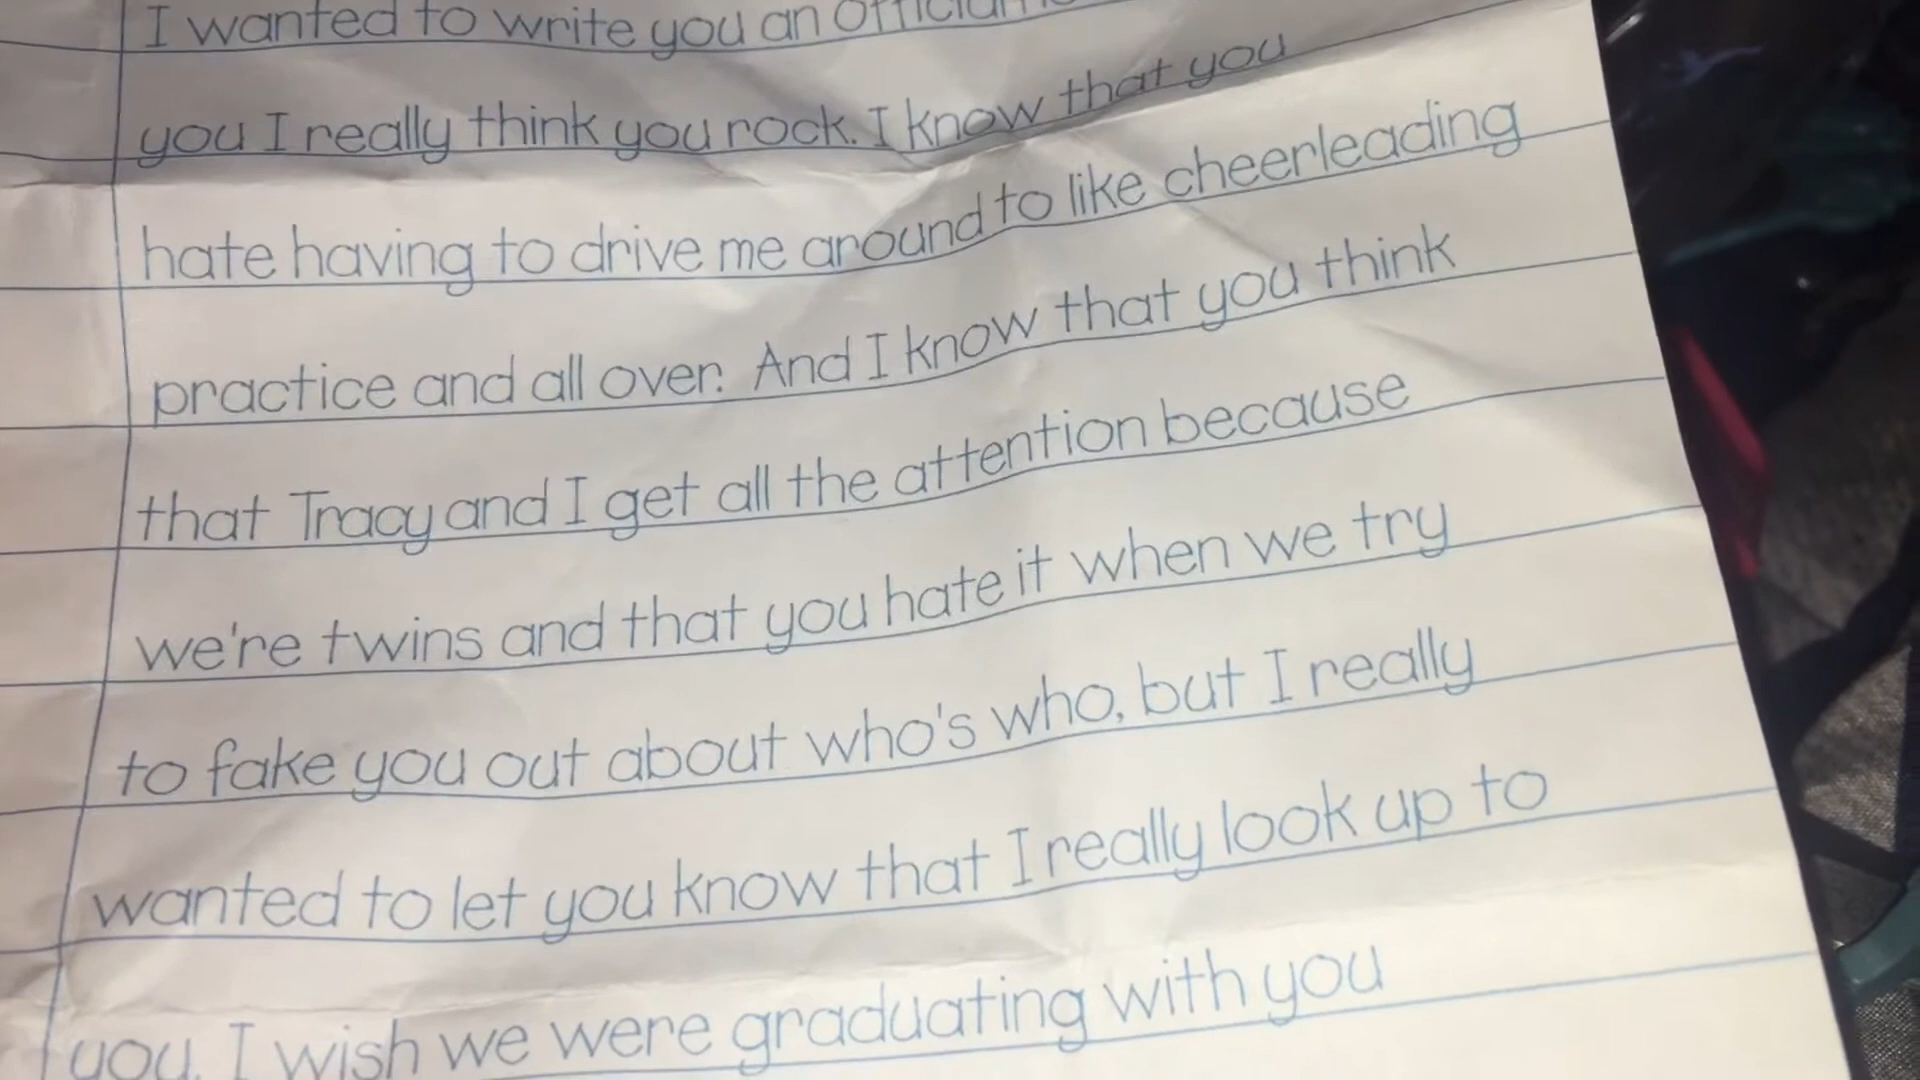 I wanted to write you an official
you I really think you rock. I know that you
hate having to drive me around to like cheerleading
practice and all over. And I know that you think
that Tracy and I get all the attention because
we're twins and that you hate it when we try
to fake you out about who's who, but I really
wanted to let you know that I really look up to
you. I wish we were graduating with you